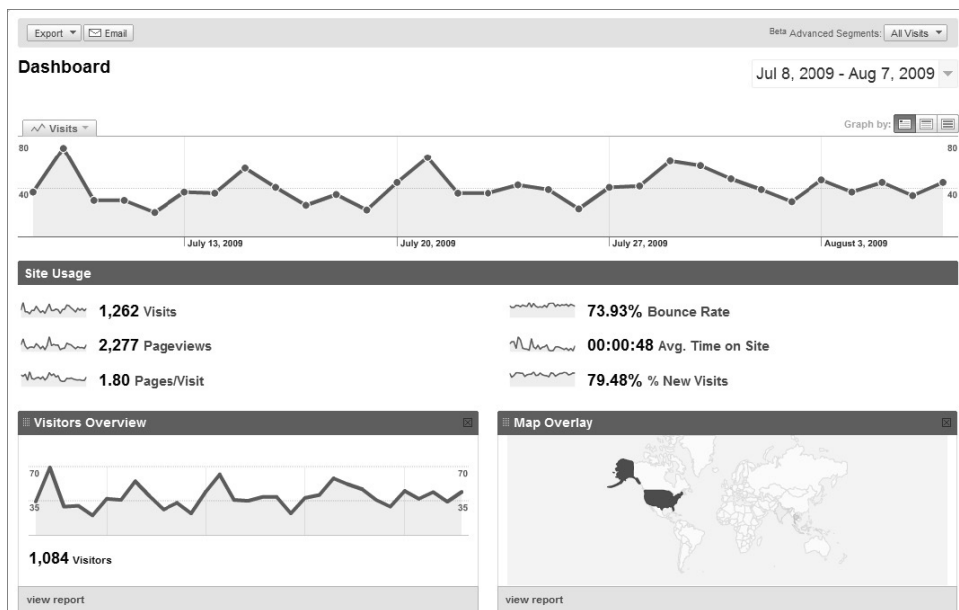 Export Email Beta Advanced Segments: All Visits
Dashboard
Jul 8, 2009 - Aug 7, 2009
Visits Graph by:
80 80
40 40
July 13, 2009 July 20, 2009 July 27, 2009 August 3, 2009
Site Usage
1,262 Visits 73.93% Bounce Rate
2,277 Pageviews 00:00:48 Avg. Time on Site
1.80 Pages/Visit 79.48% % New Visits
Visitors Overview
70 70
35 35
1,084 Visitors
view report
Map Overlay
view report